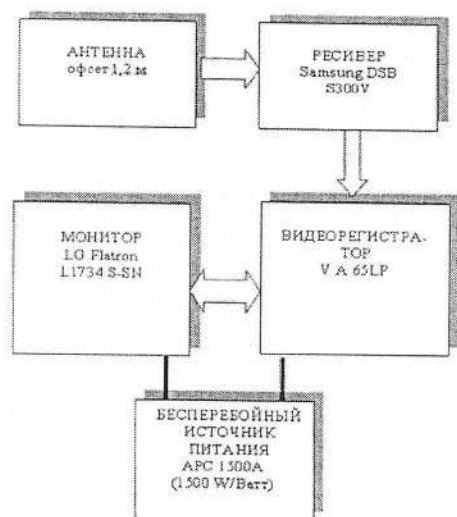 АНТЕННА
офсет 1,2 м
РЕСИВЕР
Samsung DSB
S300V
МОНИТОР
LG Flatron
L1734 S-SN
ВИДЕОРЕГИСТРА-
ТОР
V A 65LP
БЕСПЕРЕБОЙНЫЙ
ИСТОЧНИК
ПИТАНИЯ
APC 1500A
(1500 W/Ватт)